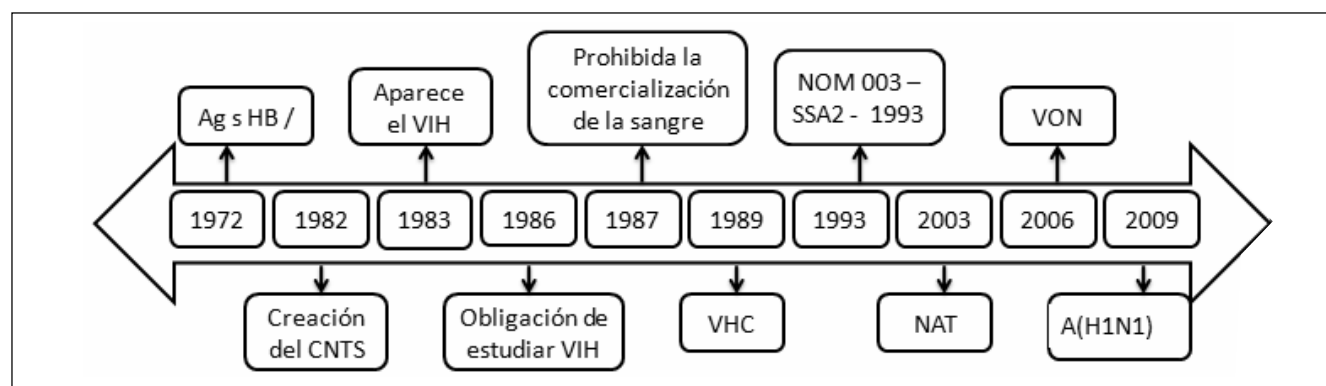 Ag s HB /
Aparece
el VIH
Prohibida la
comercialización
de la sangre
NOM 003 –
SSA2 - 1993
VON
1972
1982
1983
1986
1987
1989
1993
2003
2006
2009
Creación
del CNTS
Obligación de
estudiar VIH
VHC
NAT
A(H1N1)